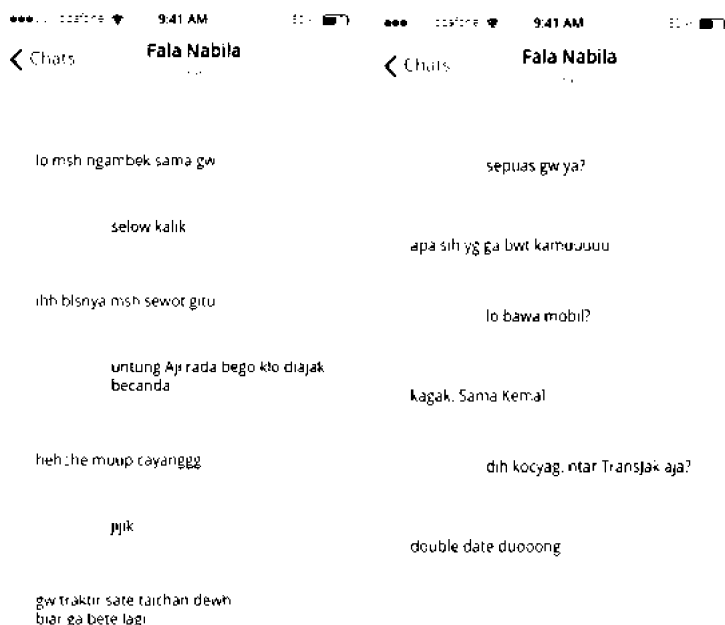 9:41 AM
Chats
Fala Nabila
lo msh ngambek sama gw
selow kalik
ihh blsnya msh sewot gitu
untung Aji rada bego klo diajak
becanda
hehehe muup cayanggg
jijik
gw traktir sate taichan dewh
biar ga bete lagi
9:41 AM
Chats
Fala Nabila
sepuas gw ya?
apa sih yg ga bwt kamuuuuu
lo bawa mobil?
kagak. Sama Kemal
dih kocyag. ntar TransJak aja?
double date duooong